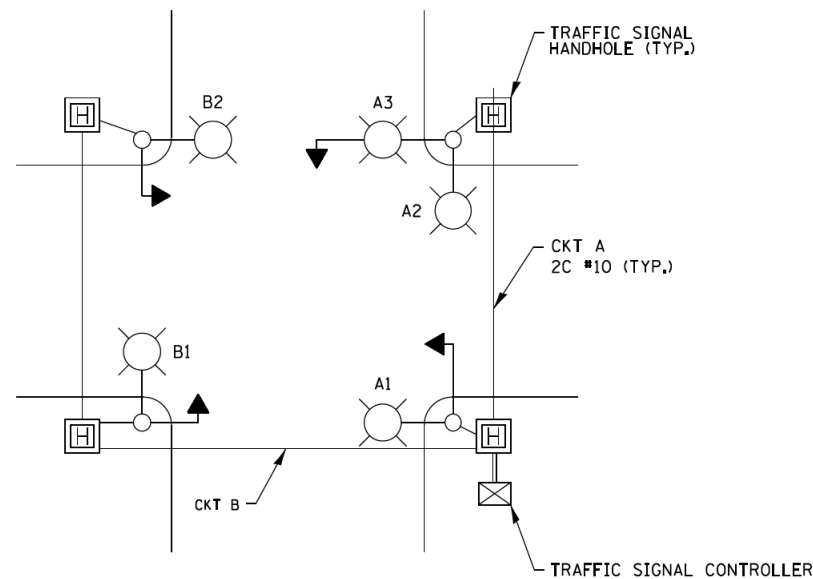 TRAFFIC SIGNAL
HANDHOLE (TYP.)
H
B2
A3
H
A2
CKT A
2C #10 (TYP.)
B1
A1
H
H
CKT B
TRAFFIC SIGNAL CONTROLLER